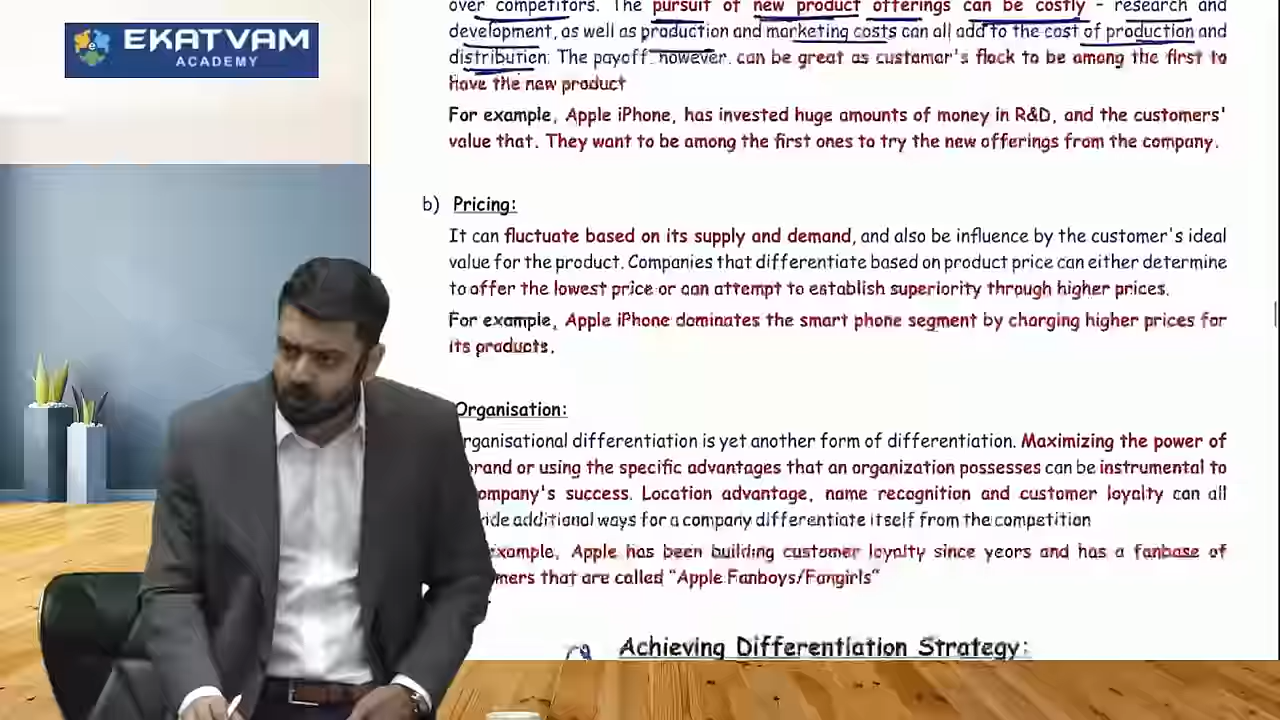 EKATVAM
ACADEMY
over competitors. The pursuit of new product offerings can be costly - research and
development, as well as production and marketing costs can all add to the cost of production and
distribution. The payoff, however, can be great as customer's flock to be among the first to
have the new product
For example, Apple iPhone, has invested huge amounts of money in R&D, and the customers'
value that. They want to be among the first ones to try the new offerings from the company.
b) Pricing:
It can fluctuate based on its supply and demand, and also be influence by the customer's ideal
value for the product. Companies that differentiate based on product price can either determine
to offer the lowest price or can attempt to establish superiority through higher prices.
For example, Apple iPhone dominates the smart phone segment by charging higher prices for
its products.
Organisation:
rganisational differentiation is yet another form of differentiation. Maximizing the power of
brand or using the specific advantages that an organization possesses can be instrumental to
ompany's success. Location advantage, name recognition and customer loyalty can all
ide additional ways for a company differentiate itself from the competition
example, Apple has been building customer loyalty since years and has a fanbase of
mers that are called "Apple Fanboys/Fangirls"
Achieving Differentiation Strategy: